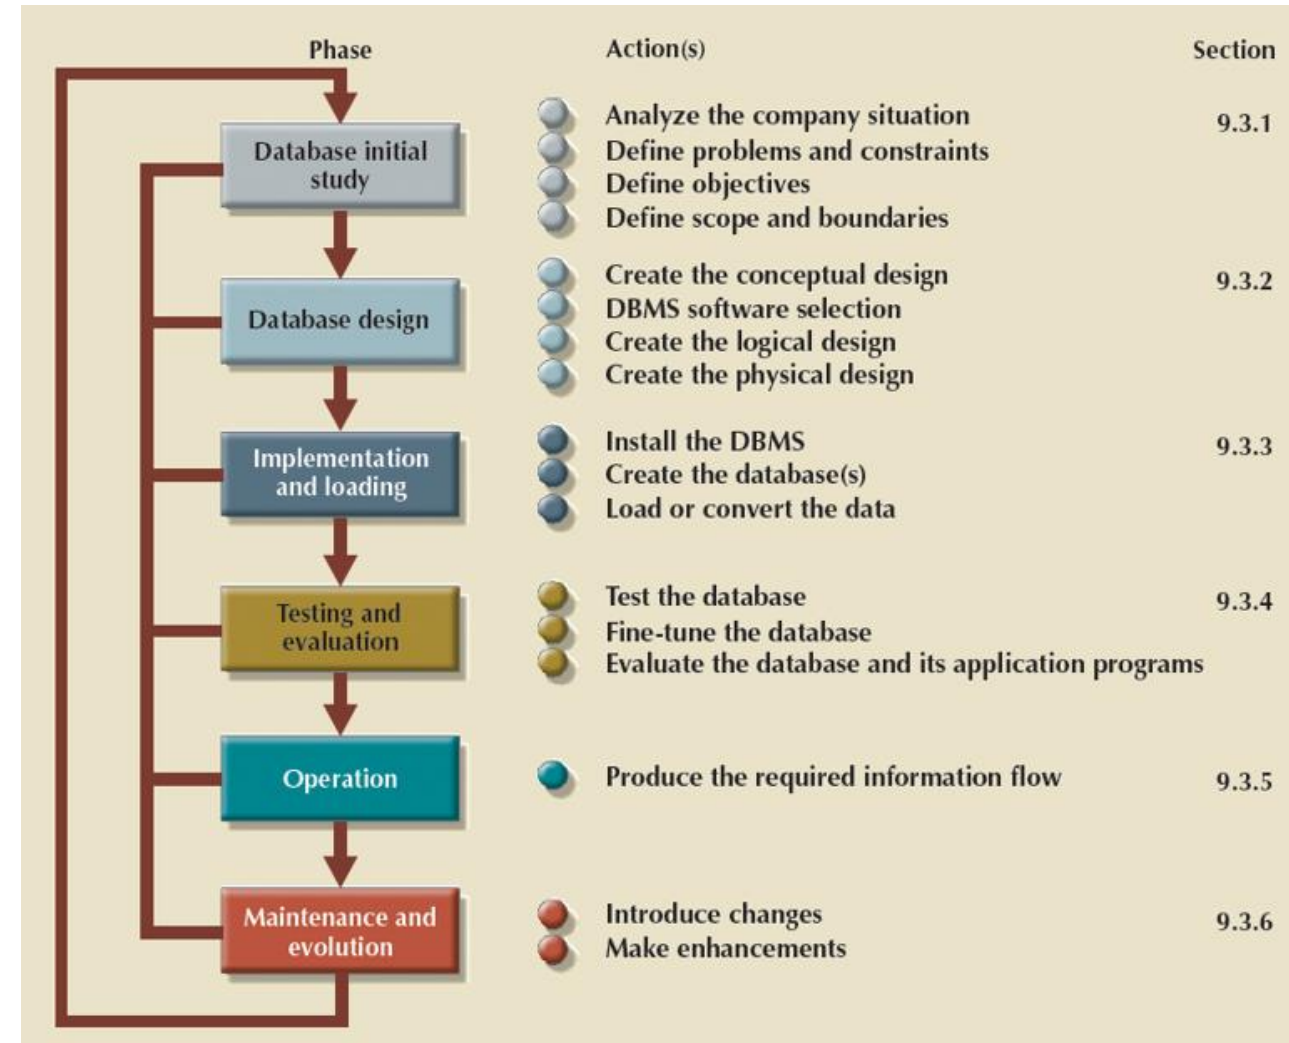 Phase Action(s) Section
Database initial
study
Analyze the company situation 9.3.1
Define problems and constraints
Define objectives
Define scope and boundaries
Database design
Create the conceptual design 9.3.2
DBMS software selection
Create the logical design
Create the physical design
Implementation
and loading
Install the DBMS 9.3.3
Create the database(s)
Load or convert the data
Testing and
evaluation
Test the database 9.3.4
Fine-tune the database
Evaluate the database and its application programs
Operation
Produce the required information flow 9.3.5
Maintenance and
evolution
Introduce changes 9.3.6
Make enhancements